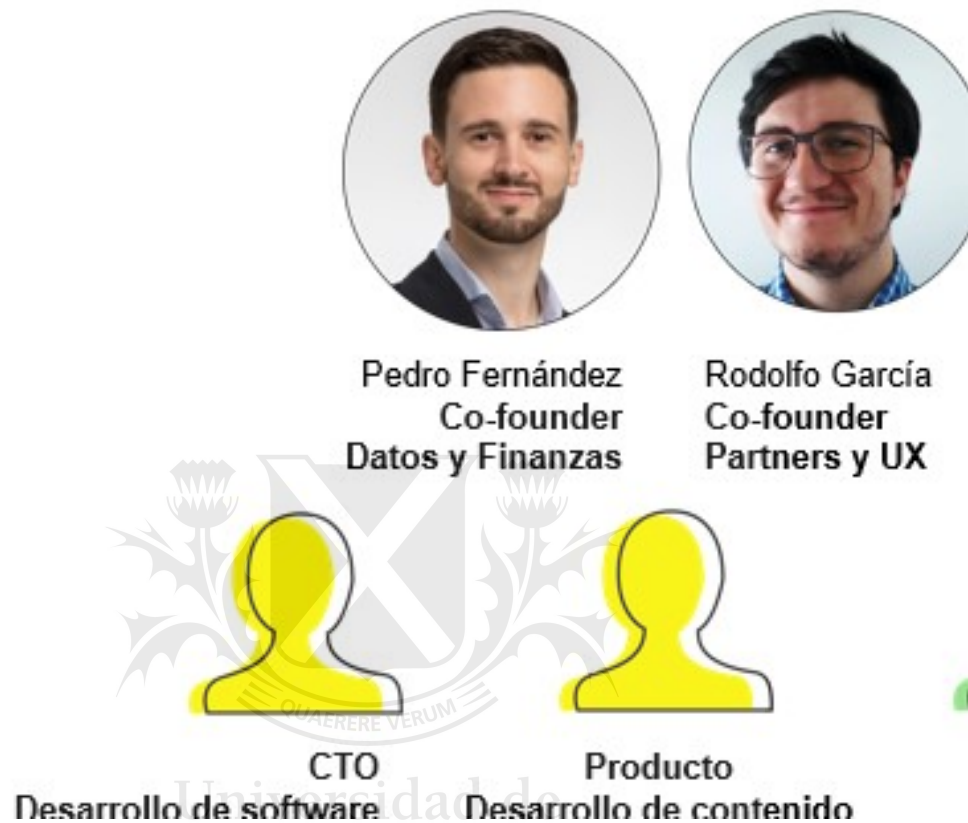 Pedro Fernández
Co-founder
Datos y Finanzas
Rodolfo García
Co-founder
Partners y UX
QUAERERE VERUM
CTO
Desarrollo de software
Producto
Desarrollo de contenido
Universidad de